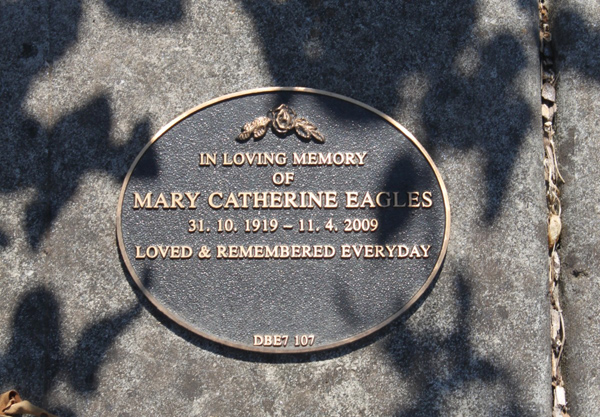 IN LOVING MEMORY
OF
MARY CATHERINE EAGLES
31. 10. 1919 – 11. 4. 2009
LOVED & REMEMBERED EVERYDAY
DBE7 107